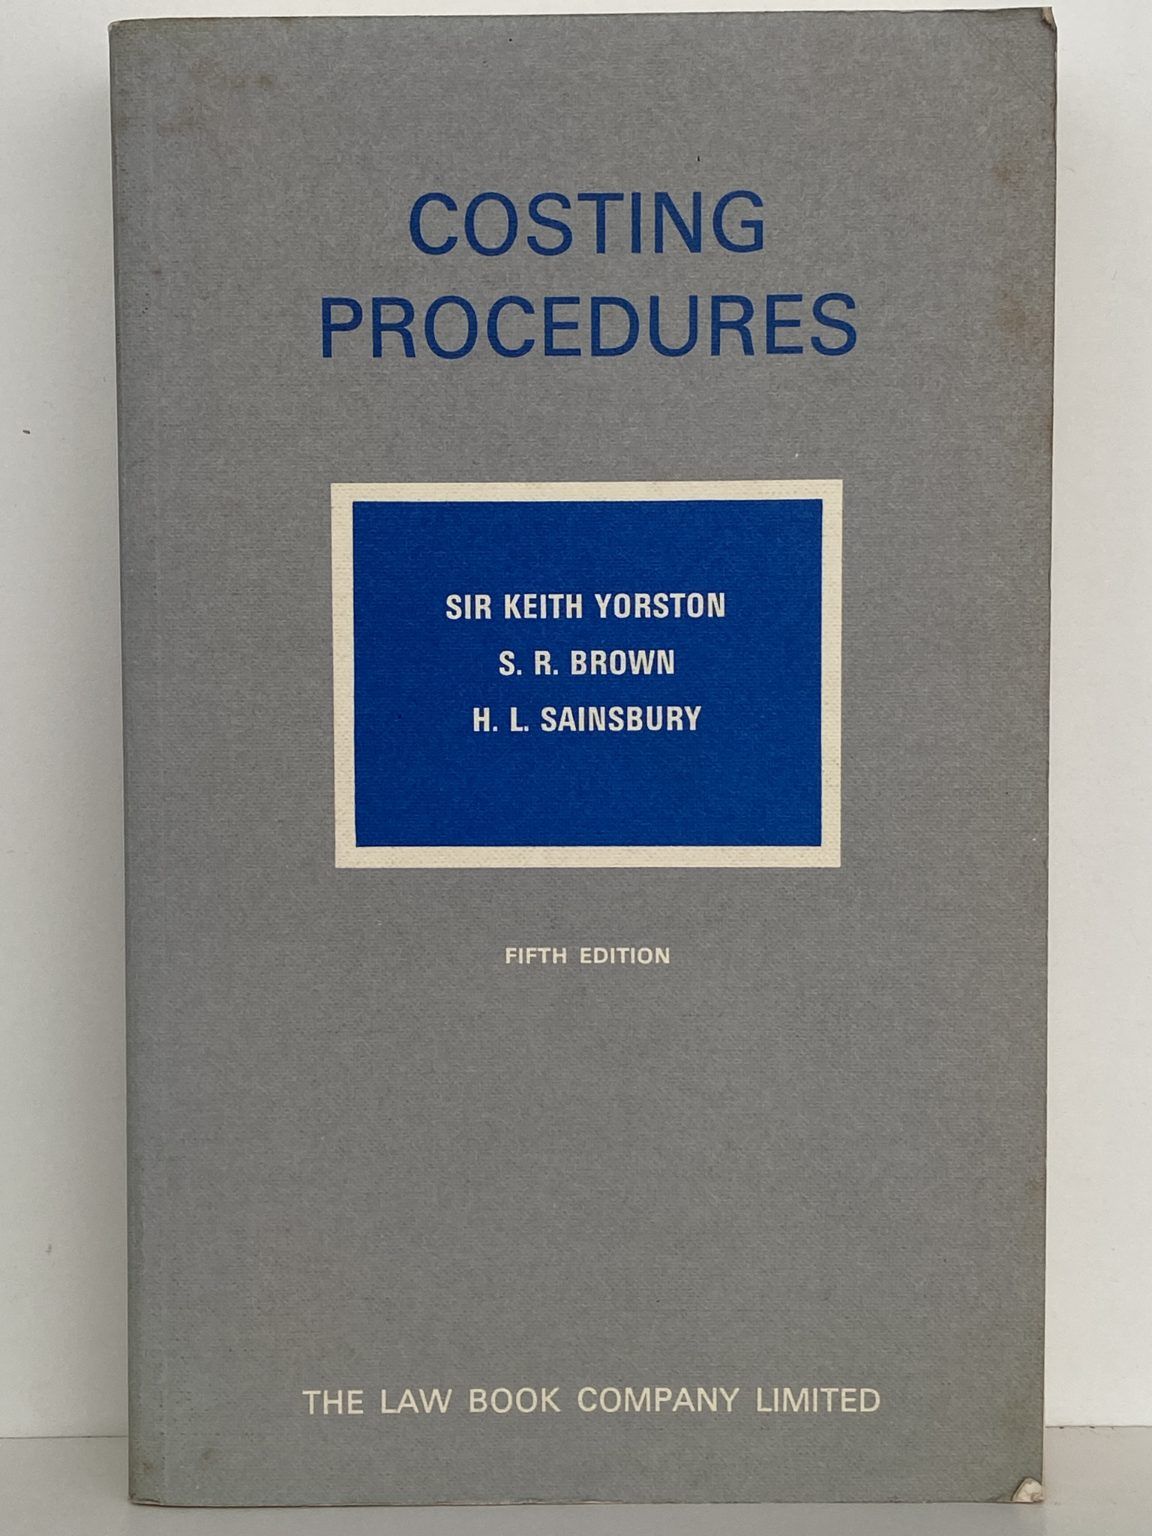 COSTING
PROCEDURES
SIR KEITH YORSTON
S. R. BROWN
H. L. SAINSBURY
FIFTH EDITION
THE LAW BOOK COMPANY LIMITED